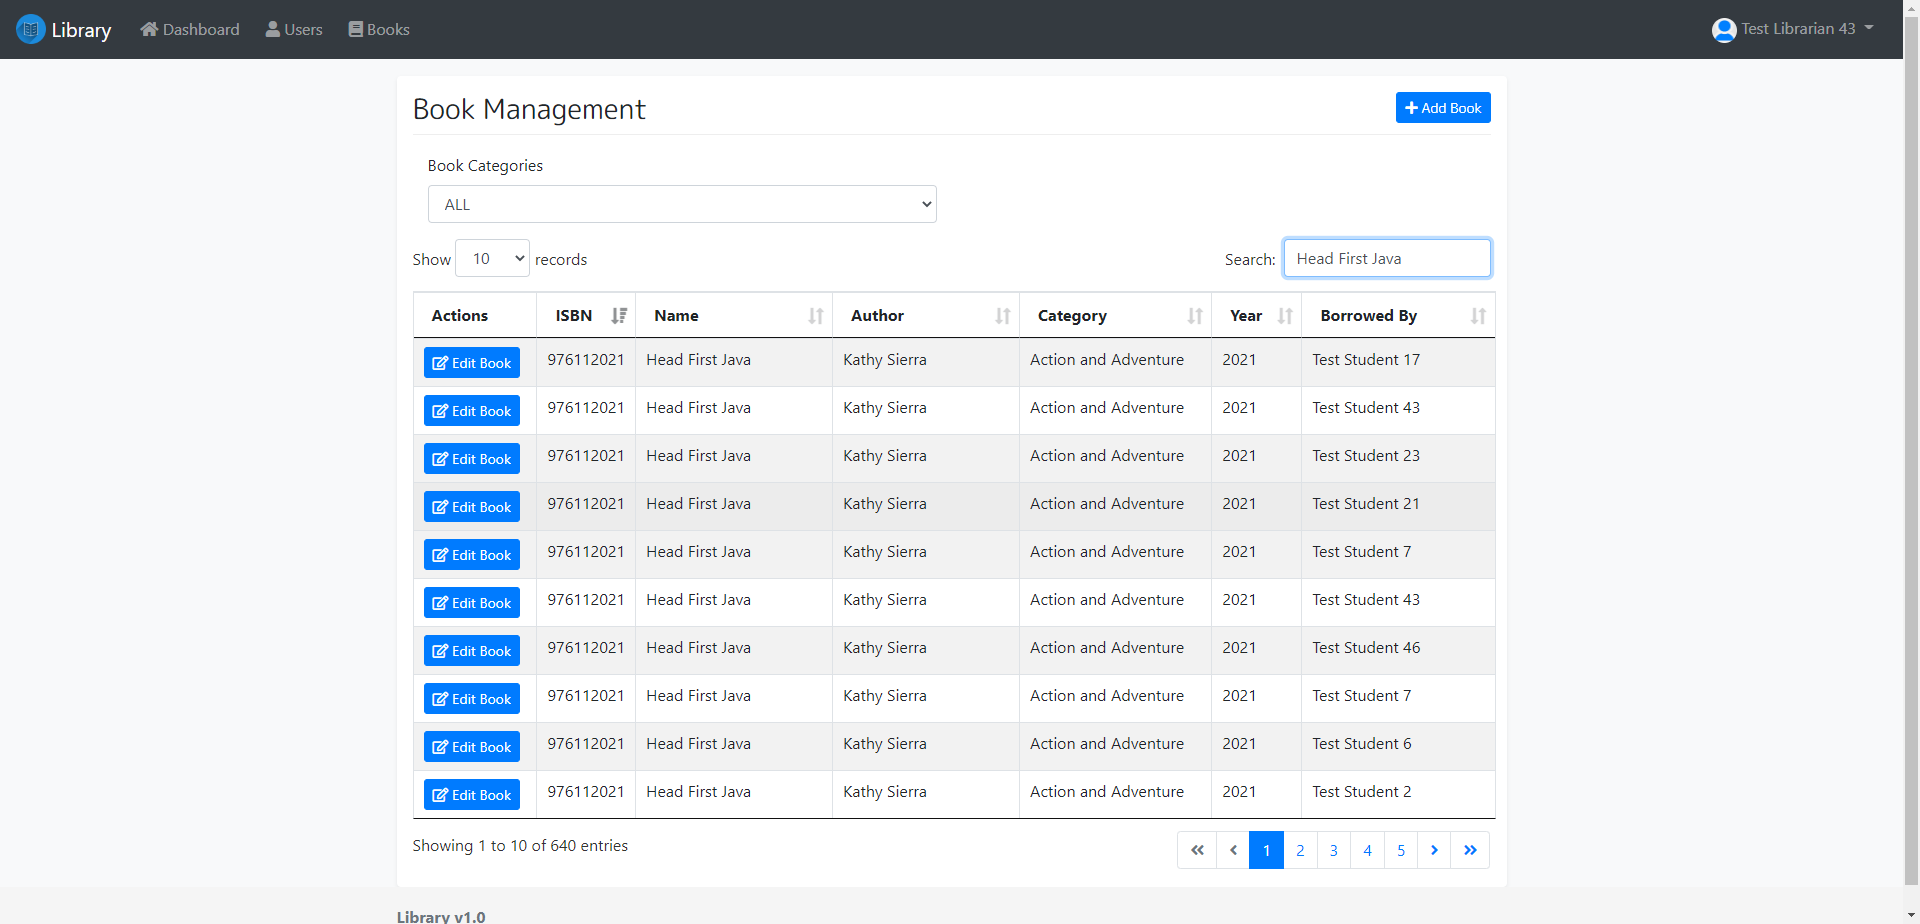 Library Dashboard Users Books Test Librarian 43
Book Management Add Book
Book Categories
ALL
Show 10 records Search: Head First Java
Actions ISBN Name Author Category Year Borrowed By
Edit Book 976112021 Head First Java Kathy Sierra Action and Adventure 2021 Test Student 17
Edit Book 976112021 Head First Java Kathy Sierra Action and Adventure 2021 Test Student 43
Edit Book 976112021 Head First Java Kathy Sierra Action and Adventure 2021 Test Student 23
Edit Book 976112021 Head First Java Kathy Sierra Action and Adventure 2021 Test Student 21
Edit Book 976112021 Head First Java Kathy Sierra Action and Adventure 2021 Test Student 7
Edit Book 976112021 Head First Java Kathy Sierra Action and Adventure 2021 Test Student 43
Edit Book 976112021 Head First Java Kathy Sierra Action and Adventure 2021 Test Student 46
Edit Book 976112021 Head First Java Kathy Sierra Action and Adventure 2021 Test Student 7
Edit Book 976112021 Head First Java Kathy Sierra Action and Adventure 2021 Test Student 6
Edit Book 976112021 Head First Java Kathy Sierra Action and Adventure 2021 Test Student 2
Showing 1 to 10 of 640 entries « ‹ 1 2 3 4 5 › »
Library v1.0